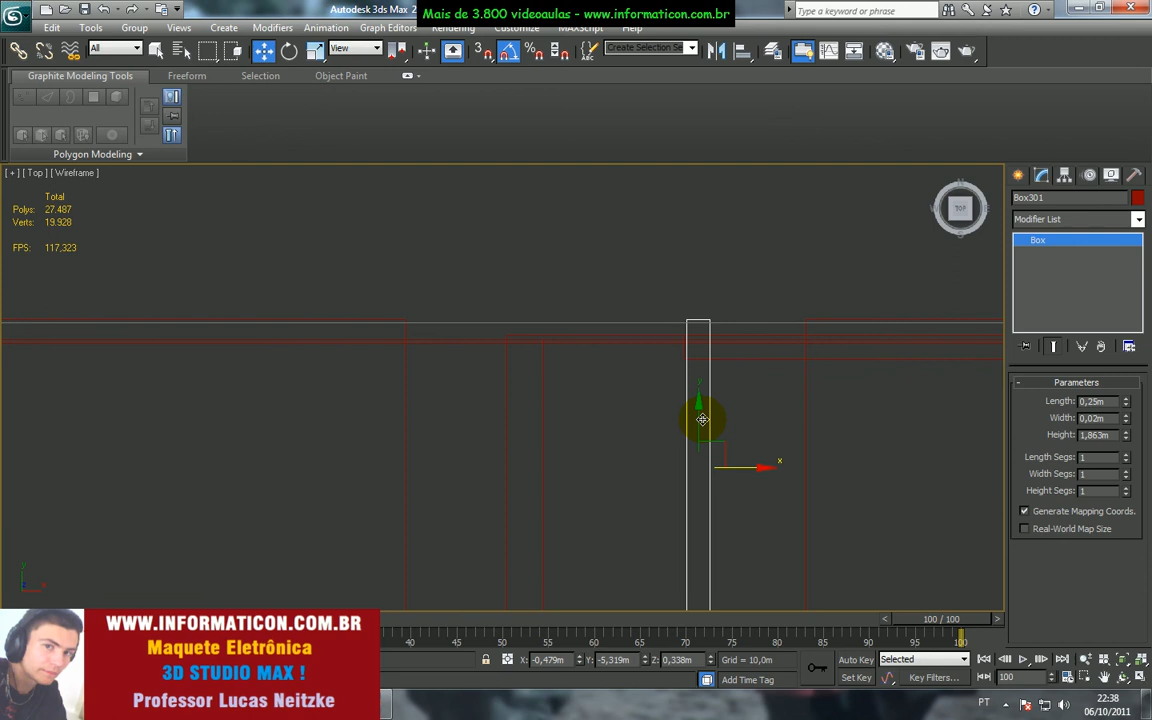 Autodesk 3ds Max 2
Mais de 3.800 videoaulas - www.informaticon.com.br
Type a keyword or phrase
Edit Tools Group Views Create Modifiers Animation Graph Editors Rendering Customize MAXScript Help
All
View
Create Selection Se
Graphite Modeling Tools Freeform Selection Object Paint
Polygon Modeling
[ + ] [ Top ] [ Wireframe ]
Total
Polys: 27.487
Verts: 19.928
FPS: 117,323
TOP
Box301
Modifier List
Box
Parameters
Length: 0,25m
Width: 0,02m
Height: 1,863m
Length Segs: 1
Width Segs: 1
Height Segs: 1
Generate Mapping Coords.
Real-World Map Size
y
x
100 / 100
40 45 50 55 60 65 70 75 80 85 90 95 100
X: -0,479m Y: -5,319m Z: 0,338m Grid = 10,0m
Add Time Tag
Auto Key Selected
Set Key Key Filters...
100
WWW.INFORMATICON.COM.BR
Maquete Eletrônica
3D STUDIO MAX !
Professor Lucas Neitzke
PT
22:38
06/10/2011